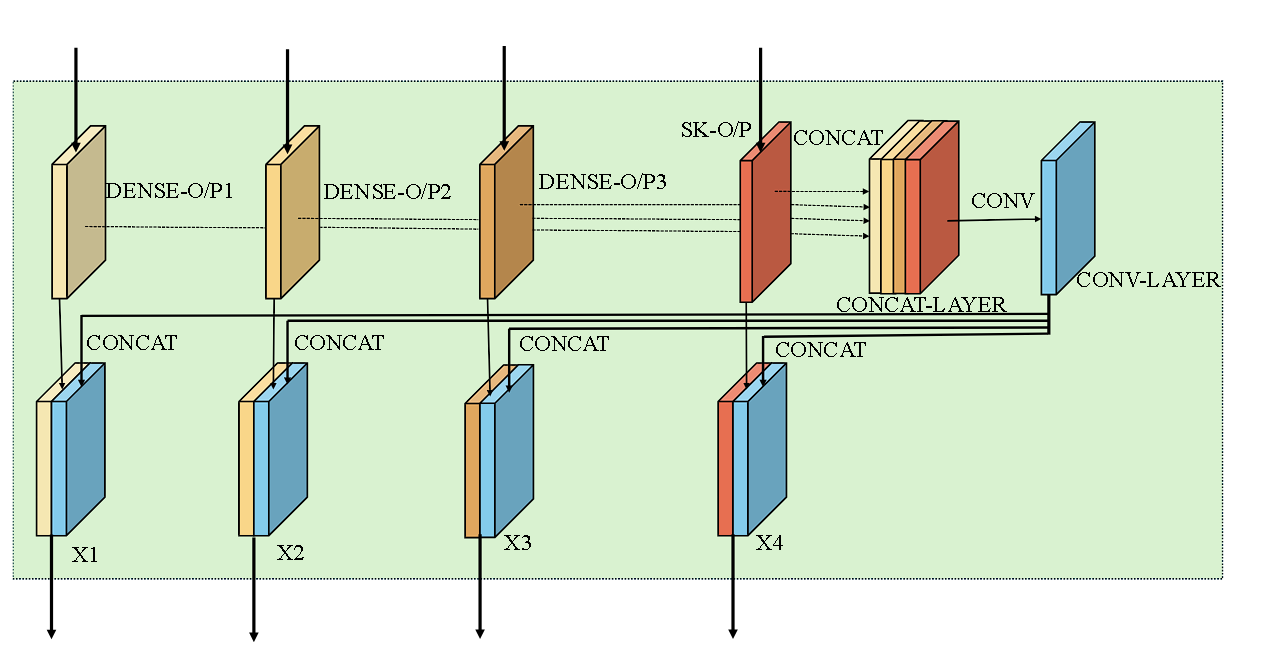 SK-O/P
CONCAT
DENSE-O/P1
DENSE-O/P2
DENSE-O/P3
CONV
CONV-LAYER
CONCAT-LAYER
CONCAT
CONCAT
CONCAT
CONCAT
X1
X2
X3
X4